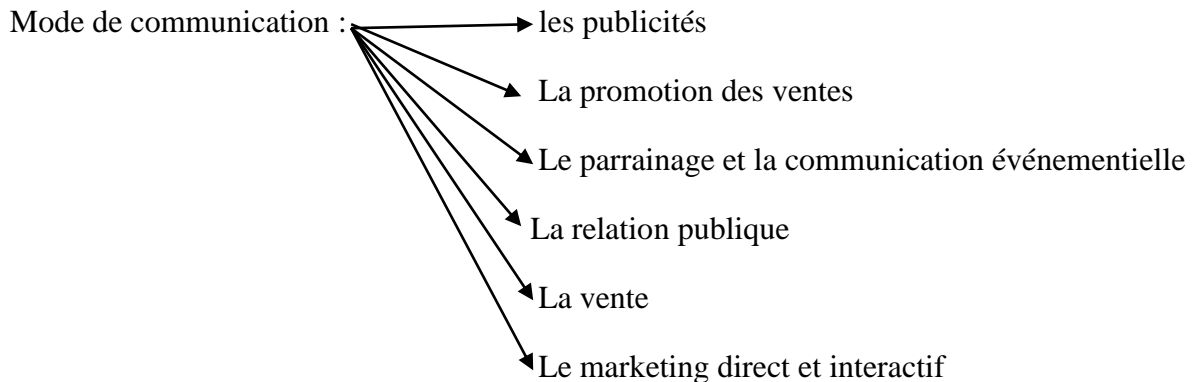 Mode de communication : les publicités
La promotion des ventes
Le parrainage et la communication événementielle
La relation publique
La vente
Le marketing direct et interactif